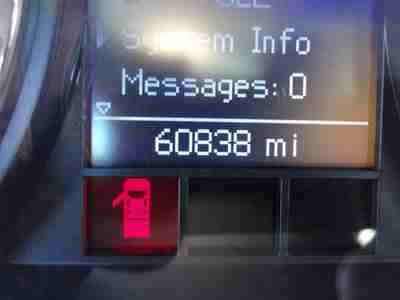 System Info
Messages: 0
60838 mi